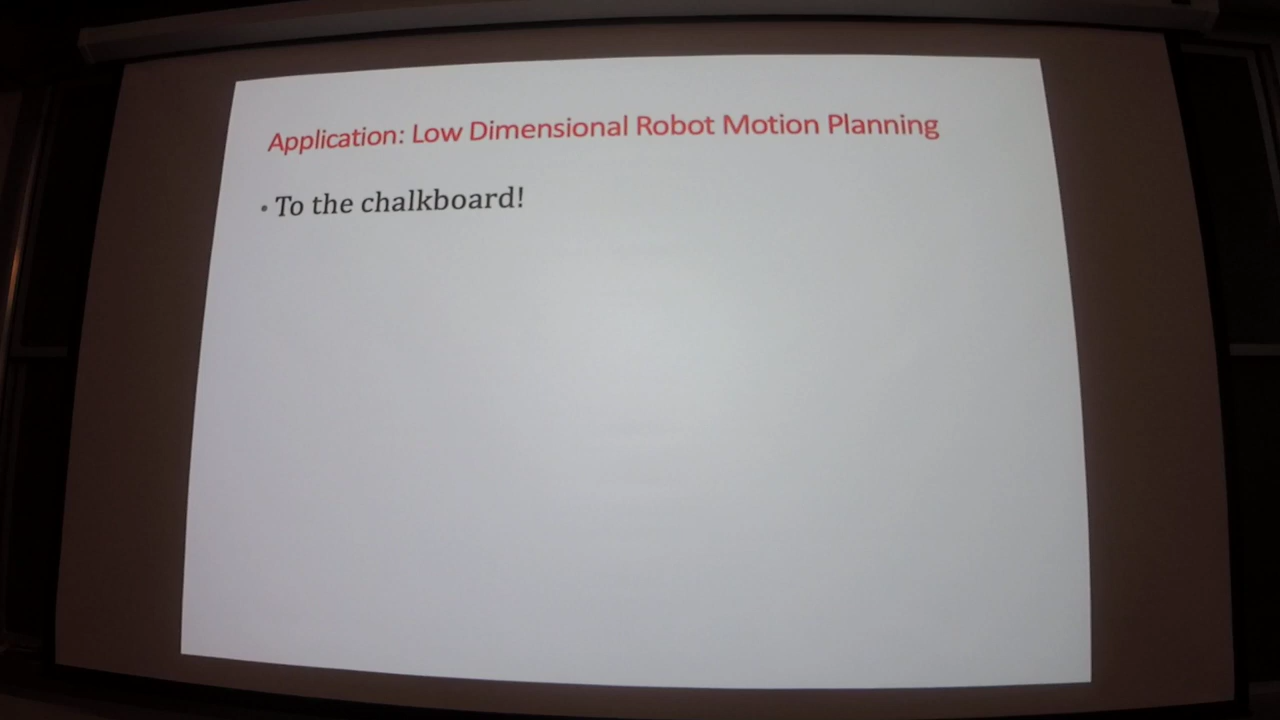 Application: Low Dimensional Robot Motion Planning
• To the chalkboard!